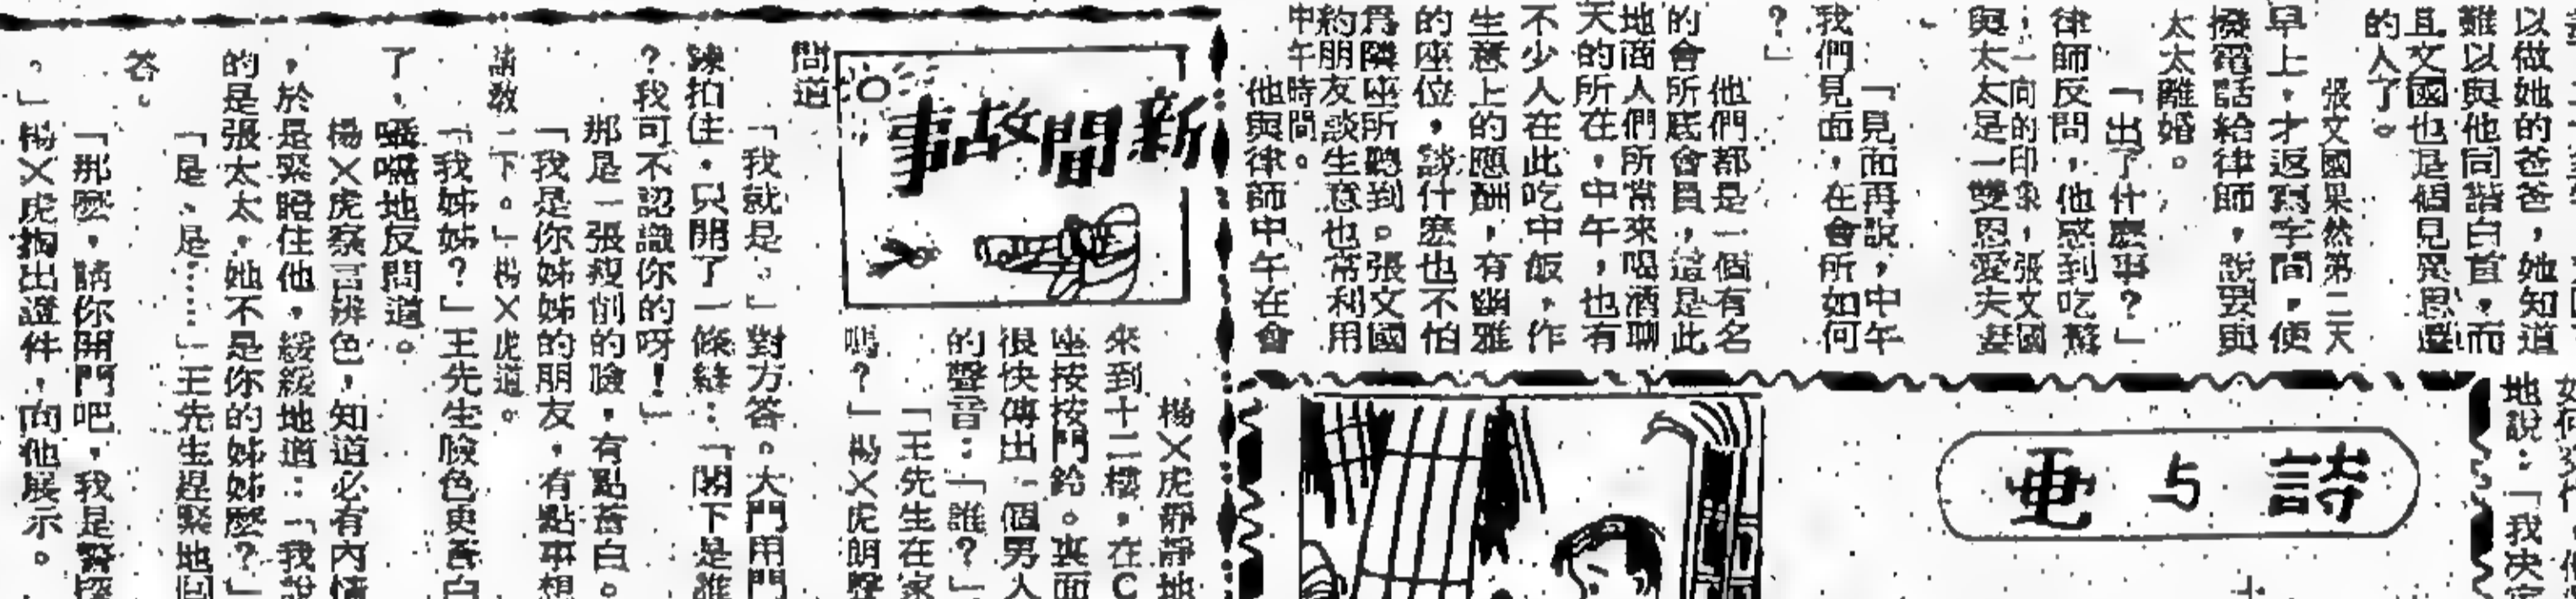 以做她的爸爸，她知道
難以與他同諧白首，而
且文國也是個見異思遷
的人了。
張文國果然第二天
早上，才返寫字間，便
撥電話給律師，說要與
太太離婚。
「出了什麼事？」
律師反問，他感到吃驚
，一向的印象，張文國
與太太是一雙恩愛夫妻
。
「見面再說，中午
我們見面，在會所如何
？」
他們都是一個有名
的會所底會員，這是此
地商人們所常來喝酒聊
天的所在，中午，也有
不少人在此吃中飯，作
生意上的應酬，有幽雅
的座位，談什麼也不怕
爲隣座所聽到。張文國
約朋友談生意也常利用
中午時間。
他與律師中午在會
地說：「我決定
詩与画
新聞故事
楊×虎靜靜地
來到十二樓，在C
座按按門鈴。裏面
很快傳出一個男人
的聲音：「誰？」
「王先生在家
嗎？」楊×虎朗聲
問道
「我就是。」對方答。大門用門
鍊扣住，只開了一條縫：「閣下是誰
？我可不認識你的呀！」
那是一張瘦削的臉，有點蒼白。
「我是你姊姊的朋友，有點事想
請敎一下。」楊×虎道。
「我姊姊？」王先生臉色更蒼白
了，囁嚅地反問道。
楊×虎察言辨色，知道必有內情
，於是緊瞪住他，緩緩地道：「我說
的是張太太，她不是你的姊姊麼？」
「是、是……」王先生趕緊地回
答。
「那麼，請你開門吧，我是警探
。」楊×虎掏出證件，向他展示。